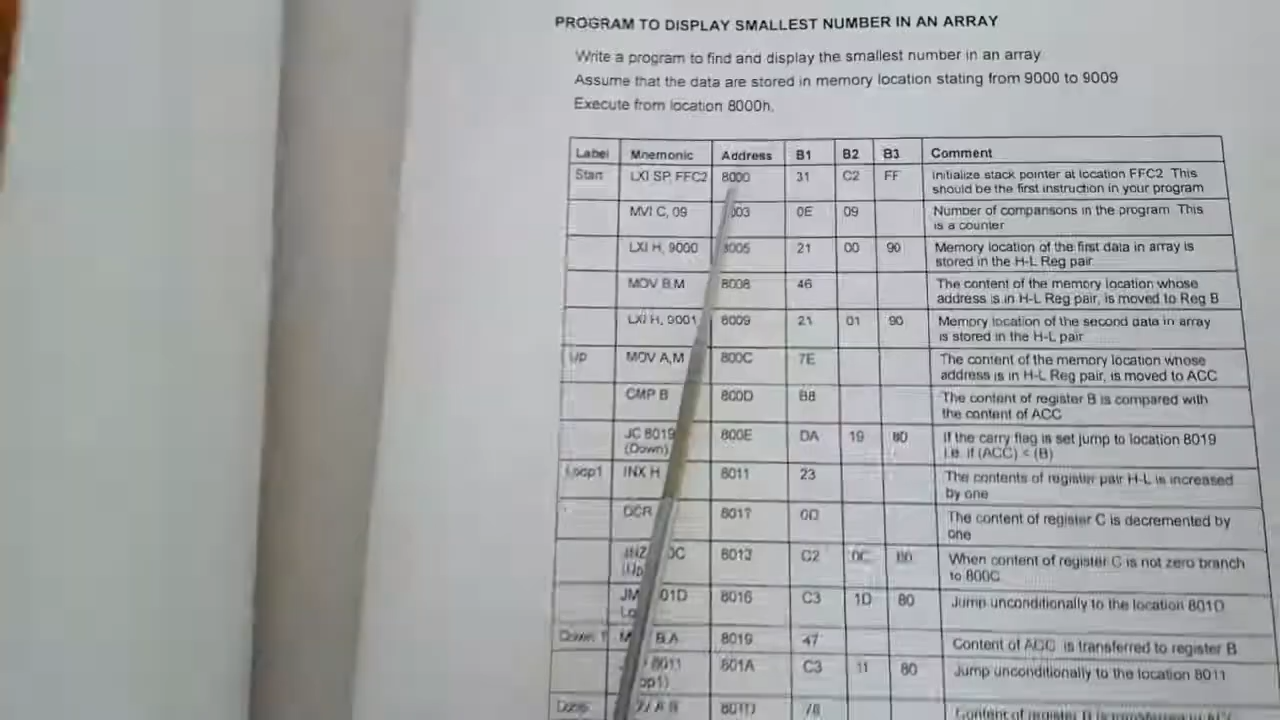 PROGRAM TO DISPLAY SMALLEST NUMBER IN AN ARRAY
Write a program to find and display the smallest number in an array
Assume that the data are stored in memory location stating from 9000 to 9009
Execute from location 8000h.
Label Mnemonic Address B1 B2 B3 Comment
Start LXI SP, FFC2 8000 31 C2 FF Initialize stack pointer at location FFC2 This
should be the first instruction in your program
MVI C, 09 8003 0E 09 Number of comparisons in the program This
is a counter
LXI H, 9000 8005 21 00 90 Memory location of the first data in array is
stored in the H-L Reg pair
MOV B,M 8008 46 The content of the memory location whose
address is in H-L Reg pair, is moved to Reg B
LXI H, 9001 8009 21 01 90 Memory location of the second data in array
is stored in the H-L pair
Up MOV A,M 800C 7E The content of the memory location whose
address is in H-L Reg pair, is moved to ACC
CMP B 800D B8 The content of register B is compared with
the content of ACC
JC 8019 800E DA 19 80 If the carry flag is set jump to location 8019
(Down) i.e. if (ACC) < (B)
Loop1 INX H 8011 23 The contents of register pair H-L is increased
by one
DCR 8012 0D The content of register C is decremented by
one
8013 C2 0C 80 When content of register C is not zero branch
to 800C
8016 C3 1D 80 Jump unconditionally to the location 801D
B,A 8019 47 Content of ACC is transferred to register B
8011 801A C3 11 80 Jump unconditionally to the location 8011
801D 78